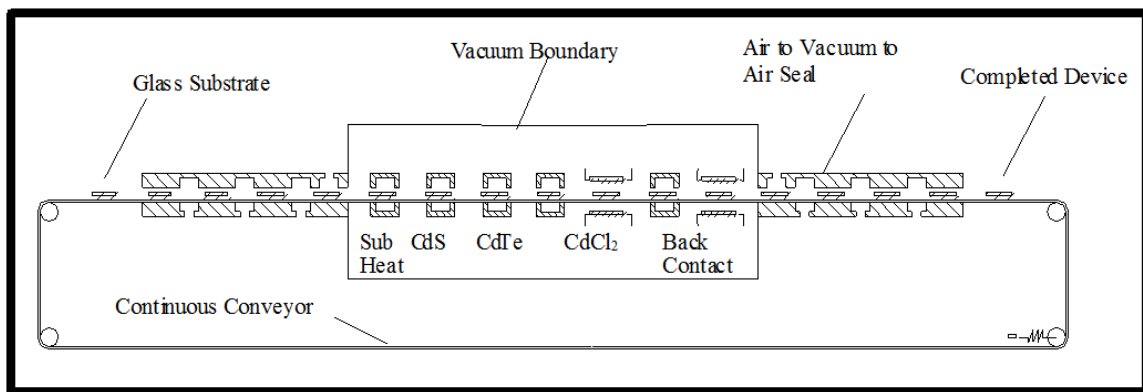 Vacuum Boundary
Air to Vacuum to
Air Seal
Glass Substrate
Completed Device
Sub
Heat
CdS
CdTe
CdCl₂
Back
Contact
Continuous Conveyor